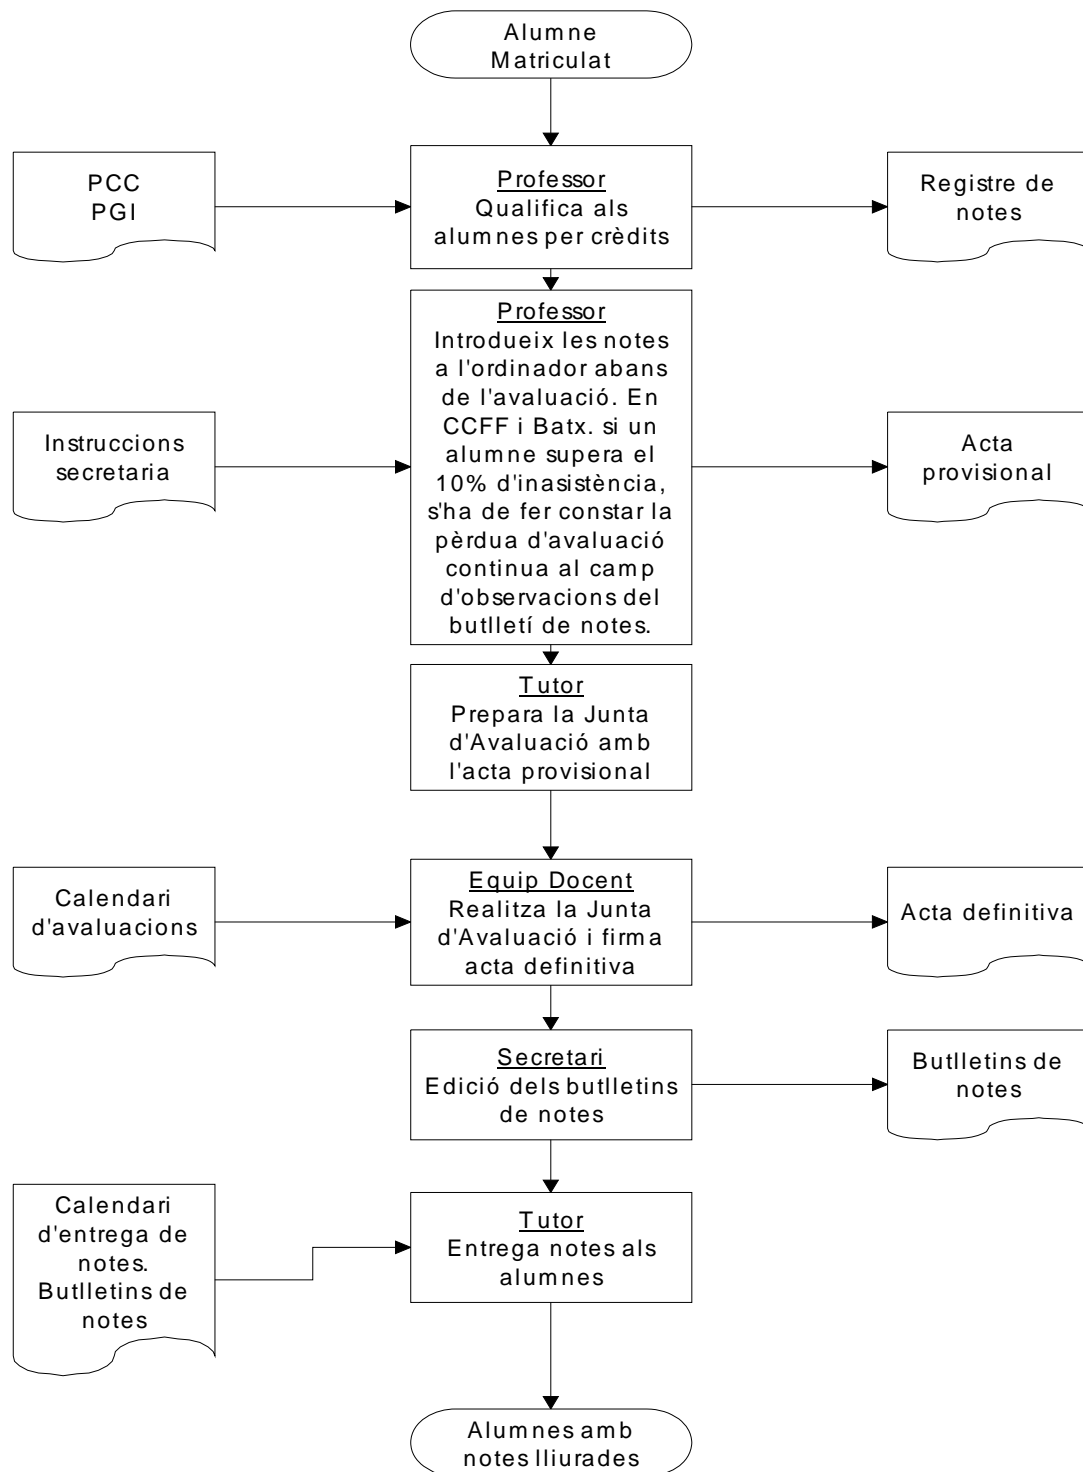 Alumne
Matriculat
PCC
PGI
Professor
Qualifica als
alumnes per crèdits
Registre de
notes
Professor
Introdueix les notes
a l'ordinador abans
de l'avaluació. En
CCFF i Batx. si un
alumne supera el
10% d'inasistència,
s'ha de fer constar la
pèrdua d'avaluació
continua al camp
d'observacions del
butlletí de notes.
Instruccions
secretaria
Acta
provisional
Tutor
Prepara la Junta
d'Avaluació amb
l'acta provisional
Calendari
d'avaluacions
Equip Docent
Realitza la Junta
d'Avaluació i firma
acta definitiva
Acta definitiva
Secretari
Edició dels butlletins
de notes
Butlletins de
notes
Calendari
d'entrega de
notes.
Butlletins de
notes
Tutor
Entrega notes als
alumnes
Alumnes amb
notes lliurades